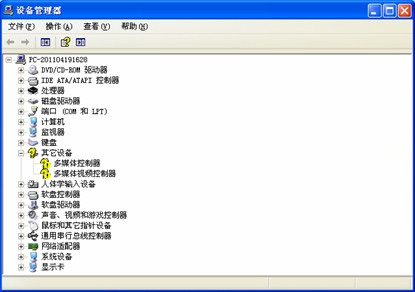 设备管理器
文件(F) 操作(A) 查看(V) 帮助(H)
PC-201104191628
DVD/CD-ROM 驱动器
IDE ATA/ATAPI 控制器
处理器
磁盘驱动器
端口 (COM 和 LPT)
计算机
监视器
键盘
其它设备
多媒体控制器
多媒体视频控制器
人体学输入设备
软盘控制器
软盘驱动器
声音、视频和游戏控制器
鼠标和其它指针设备
通用串行总线控制器
网络适配器
系统设备
显示卡